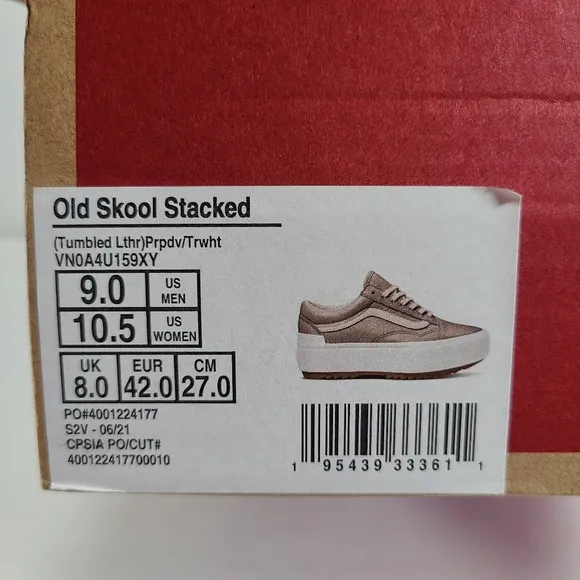 Old Skool Stacked
(Tumbled Lthr)Prpdv/Trwht
VN0A4U159XY
9.0 US MEN
10.5 US WOMEN
UK 8.0 EUR 42.0 CM 27.0
PO#4001224177
S2V - 06/21
CPSIA PO/CUT#
400122417700010
1 95439 33361 1